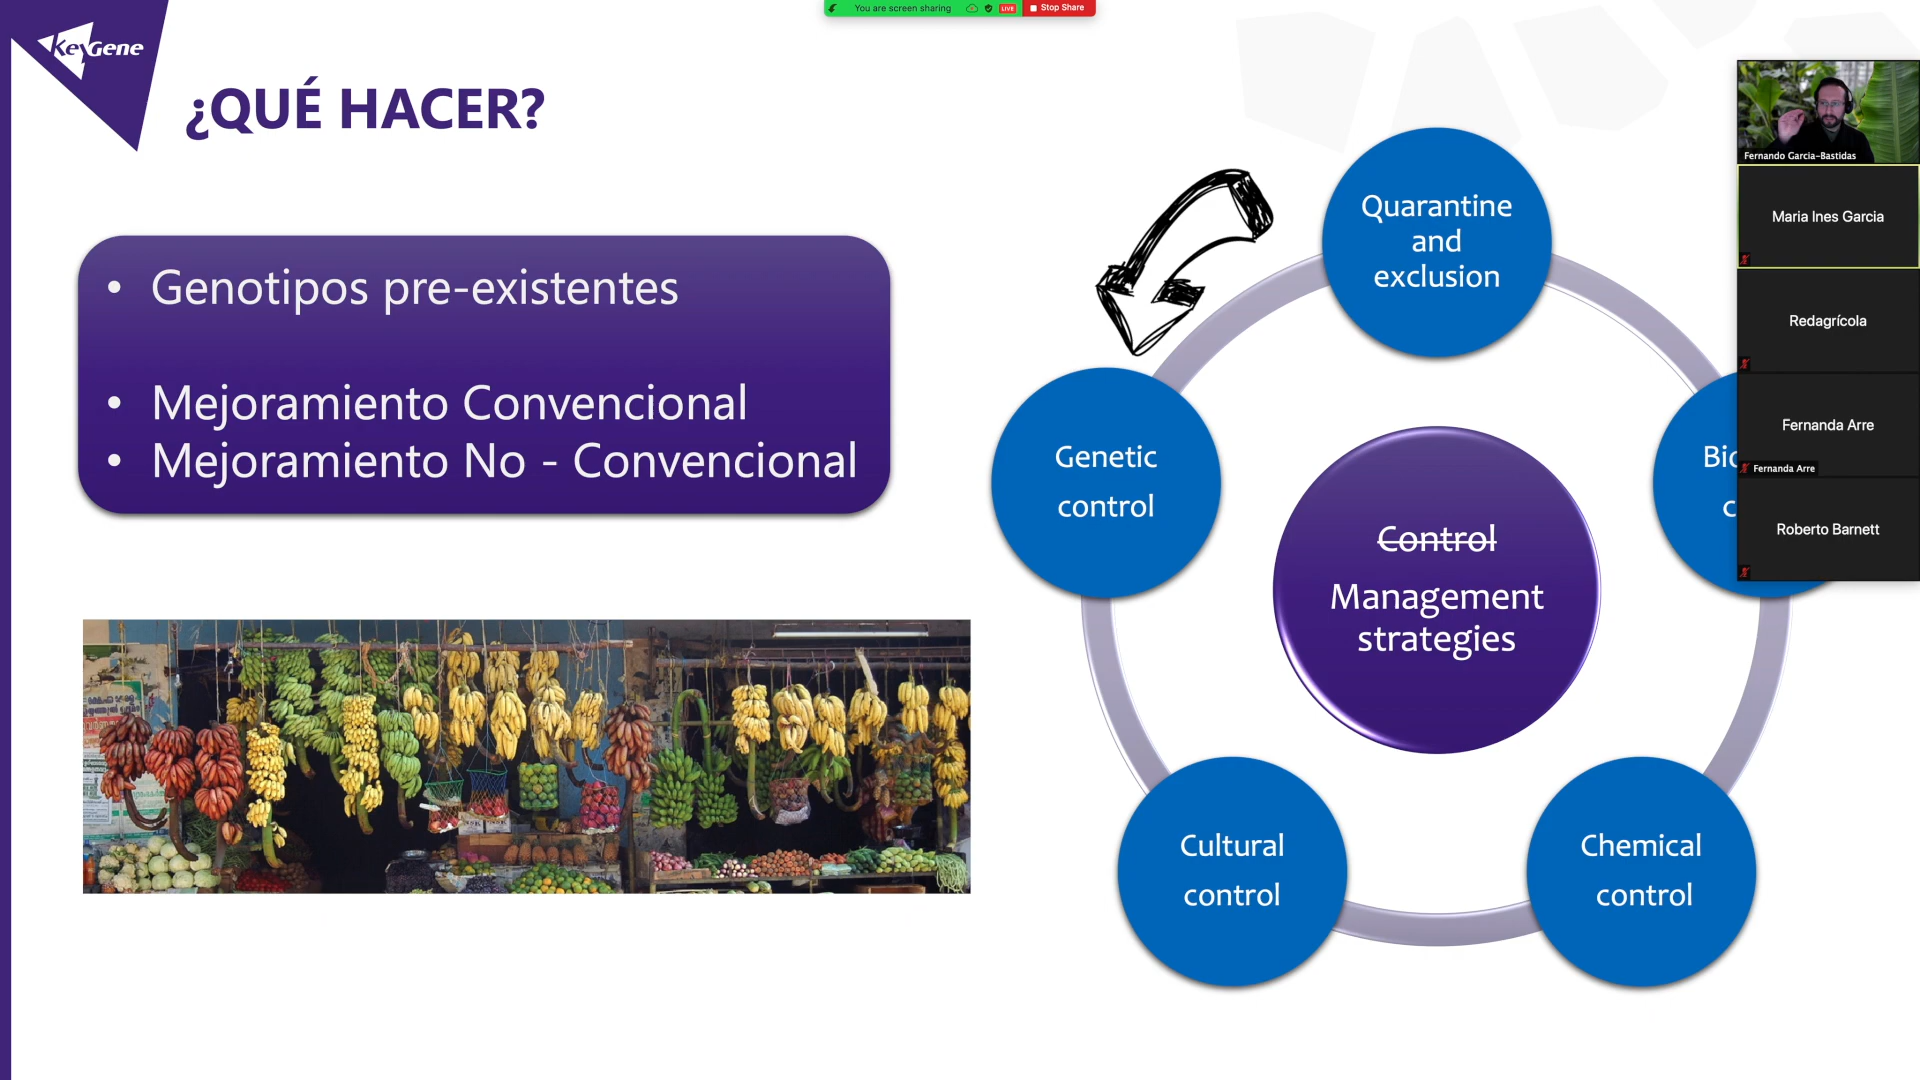 You are screen sharing
LIVE
Stop Share
KeyGene
¿QUÉ HACER?
• Genotipos pre-existentes
• Mejoramiento Convencional
• Mejoramiento No - Convencional
Quarantine
and
exclusion
Genetic
control
Control
Management
strategies
Cultural
control
Chemical
control
Fernando Garcia-Bastidas
Maria Ines Garcia
Redagrícola
Fernanda Arre
Fernanda Arre
Roberto Barnett